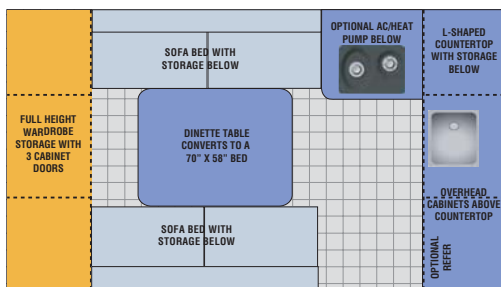 SOFA BED WITH
STORAGE BELOW
OPTIONAL AC/HEAT
PUMP BELOW
L-SHAPED
COUNTERTOP
WITH STORAGE
BELOW
FULL HEIGHT
WARDROBE
STORAGE WITH
3 CABINET
DOORS
DINETTE TABLE
CONVERTS TO A
70" X 58" BED
OVERHEAD
CABINETS ABOVE
COUNTERTOP
SOFA BED WITH
STORAGE BELOW
OPTIONAL
REFER